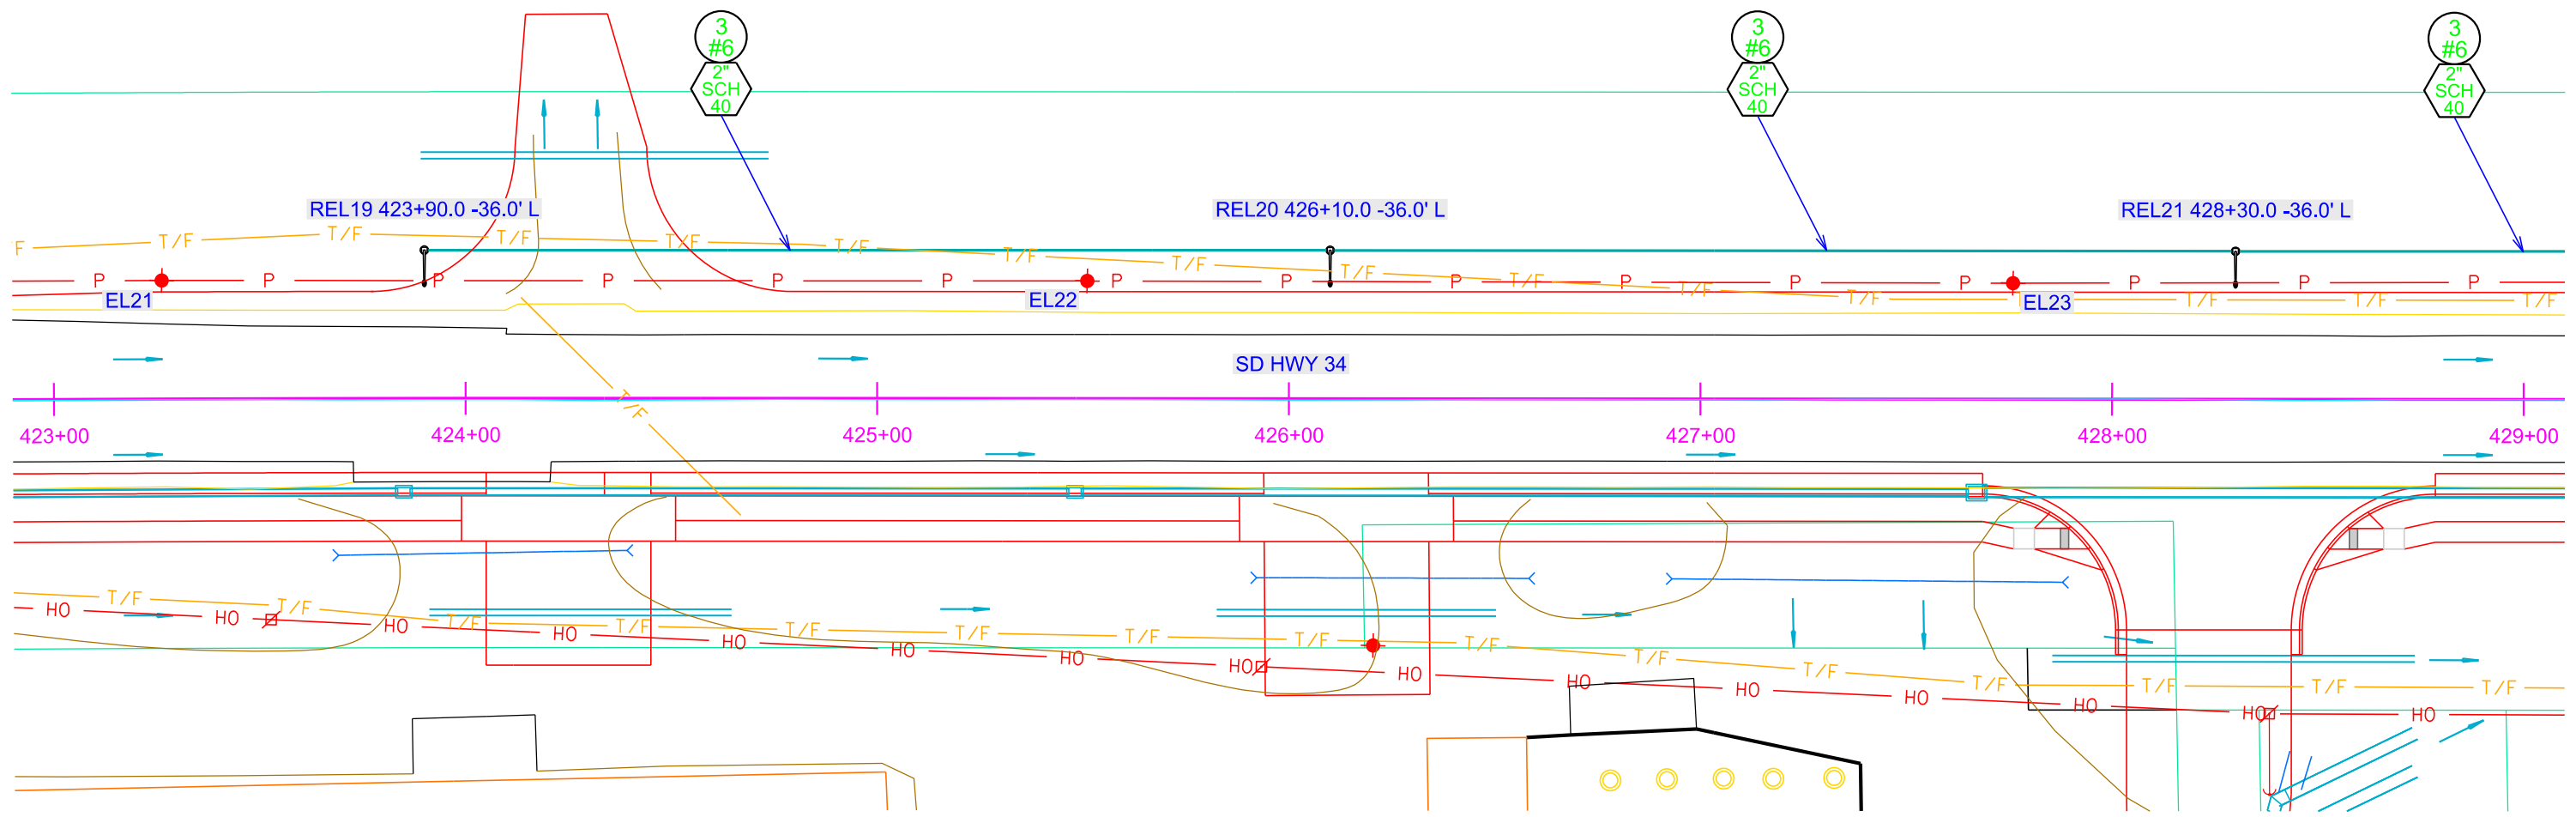 3
#6
2"
SCH
40
3
#6
2"
SCH
40
3
#6
2"
SCH
40
REL19 423+90.0 -36.0' L
REL20 426+10.0 -36.0' L
REL21 428+30.0 -36.0' L
F T/F T/F T/F T/F T/F T/F T/F T/F T/F T/F T/F T/F T/F T/F
P P P P P P P P P P P P P P P
EL21
EL22
EL23
SD HWY 34
T/F
423+00
424+00
425+00
426+00
427+00
428+00
429+00
T/F T/F T/F T/F T/F T/F T/F T/F T/F T/F T/F T/F T/F T/F T/F
HO HO HO HO HO HO HO HO HO HO HO HO HO HO HO